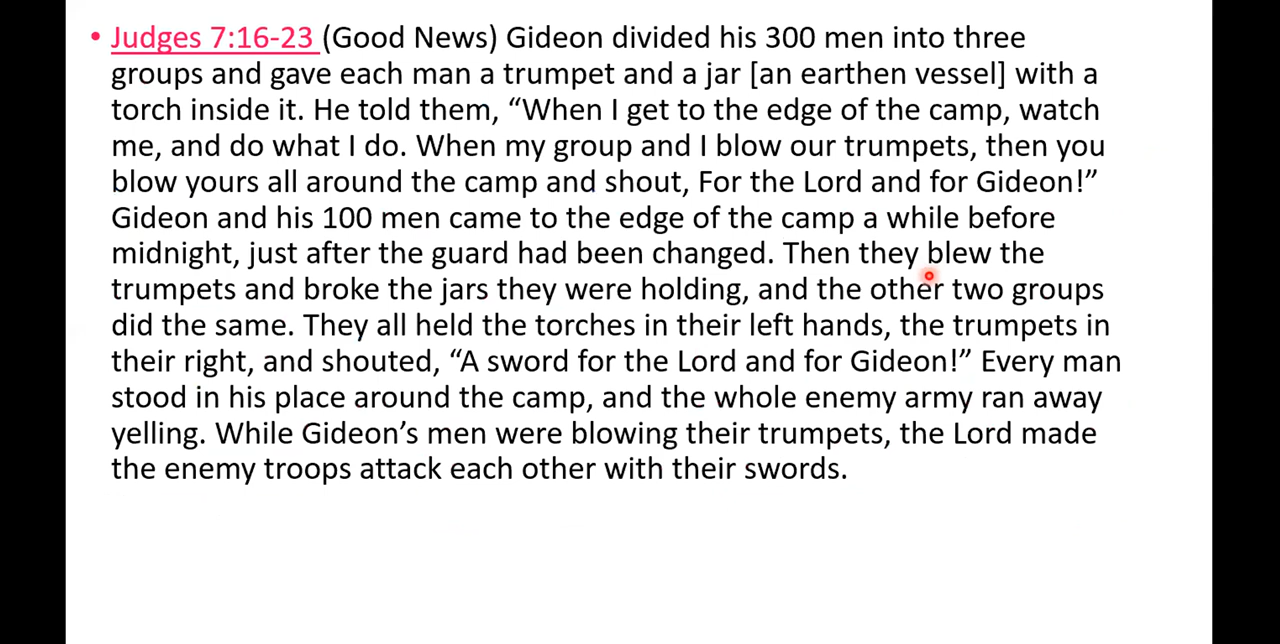 • Judges 7:16-23 (Good News) Gideon divided his 300 men into three
groups and gave each man a trumpet and a jar [an earthen vessel] with a
torch inside it. He told them, “When I get to the edge of the camp, watch
me, and do what I do. When my group and I blow our trumpets, then you
blow yours all around the camp and shout, For the Lord and for Gideon!”
Gideon and his 100 men came to the edge of the camp a while before
midnight, just after the guard had been changed. Then they blew the
trumpets and broke the jars they were holding, and the other two groups
did the same. They all held the torches in their left hands, the trumpets in
their right, and shouted, “A sword for the Lord and for Gideon!” Every man
stood in his place around the camp, and the whole enemy army ran away
yelling. While Gideon’s men were blowing their trumpets, the Lord made
the enemy troops attack each other with their swords.